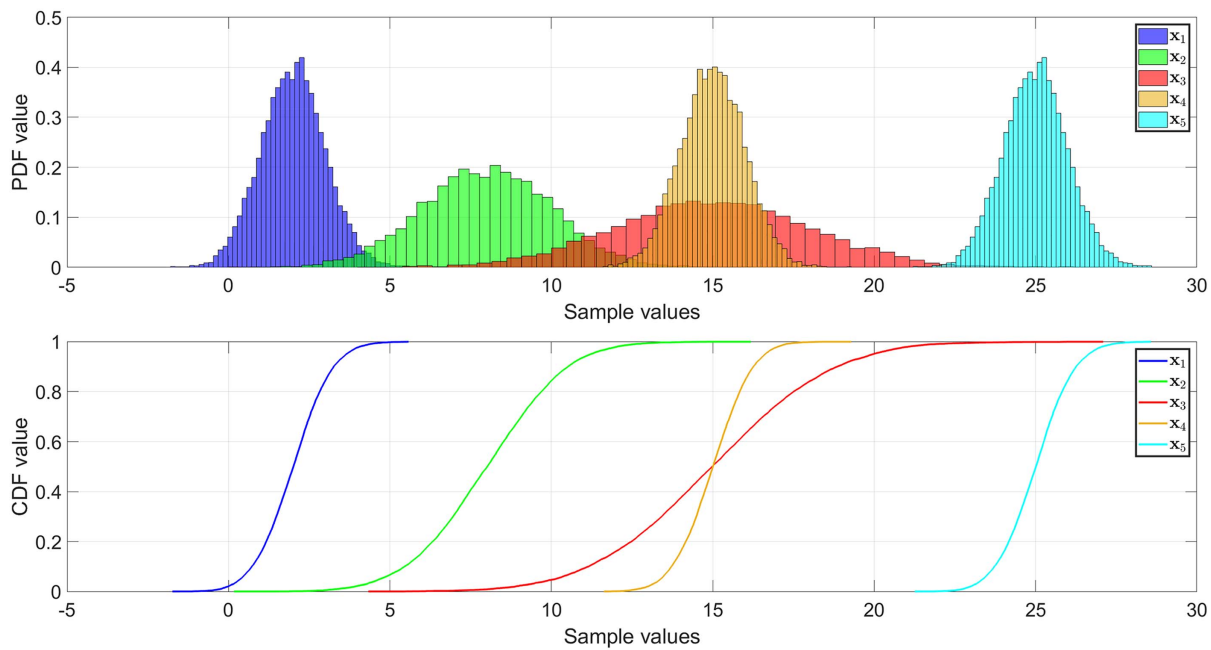 0.5
0.4
0.3
0.2
0.1
0
PDF value
-5 0 5 10 15 20 25 30
Sample values
x₁
x₂
x₃
x₄
x₅
1
0.8
0.6
0.4
0.2
0
CDF value
-5 0 5 10 15 20 25 30
Sample values
x₁
x₂
x₃
x₄
x₅